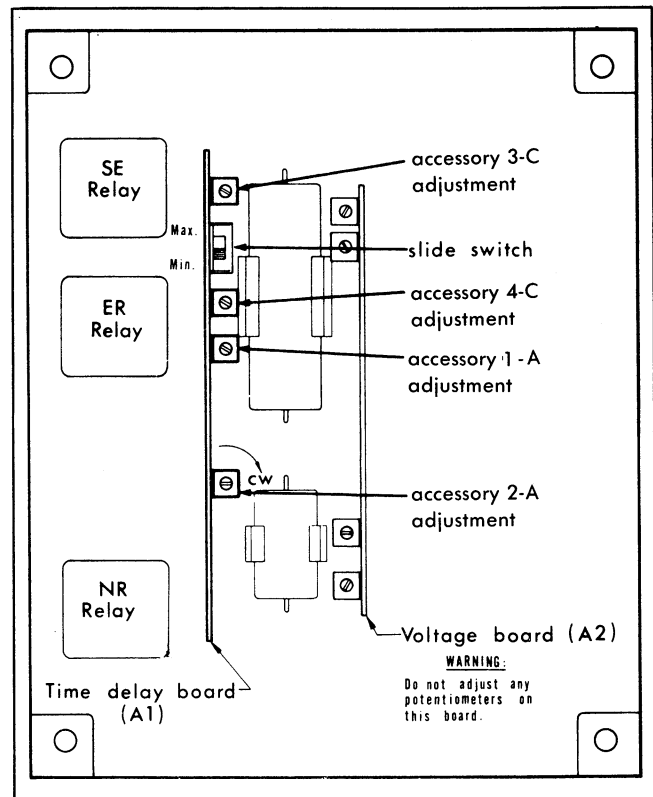 SE
Relay
accessory 3-C
adjustment
Max.
slide switch
Min.
ER
Relay
accessory 4-C
adjustment
accessory 1-A
adjustment
CW
accessory 2-A
adjustment
NR
Relay
Voltage board (A2)
WARNING:
Do not adjust any
potentiometers on
this board.
Time delay board
(A1)